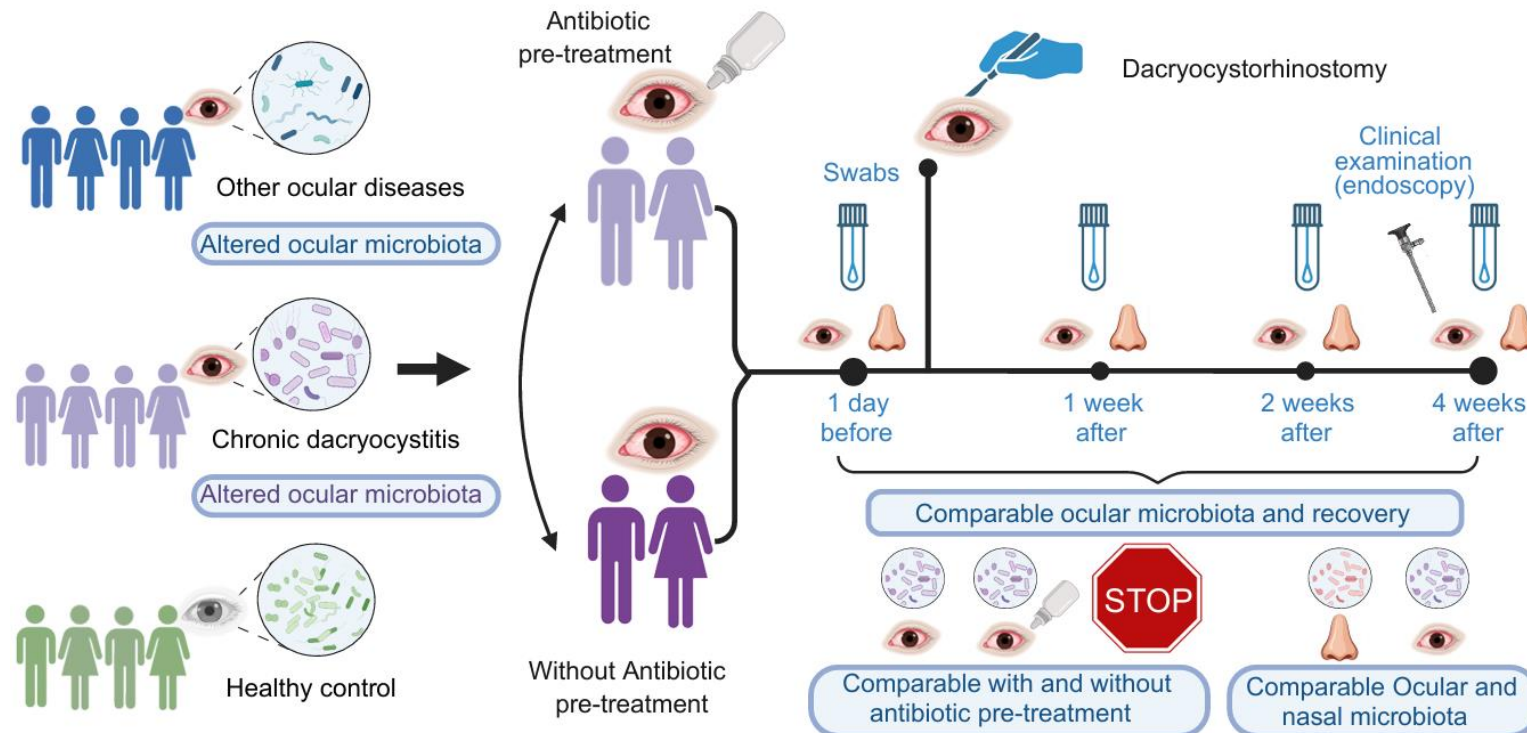 Other ocular diseases
Altered ocular microbiota
Chronic dacryocystitis
Altered ocular microbiota
Healthy control
Antibiotic
pre-treatment
Without Antibiotic
pre-treatment
Dacryocystorhinostomy
Swabs
Clinical
examination
(endoscopy)
1 day
before
1 week
after
2 weeks
after
4 weeks
after
Comparable ocular microbiota and recovery
STOP
Comparable with and without
antibiotic pre-treatment
Comparable Ocular and
nasal microbiota